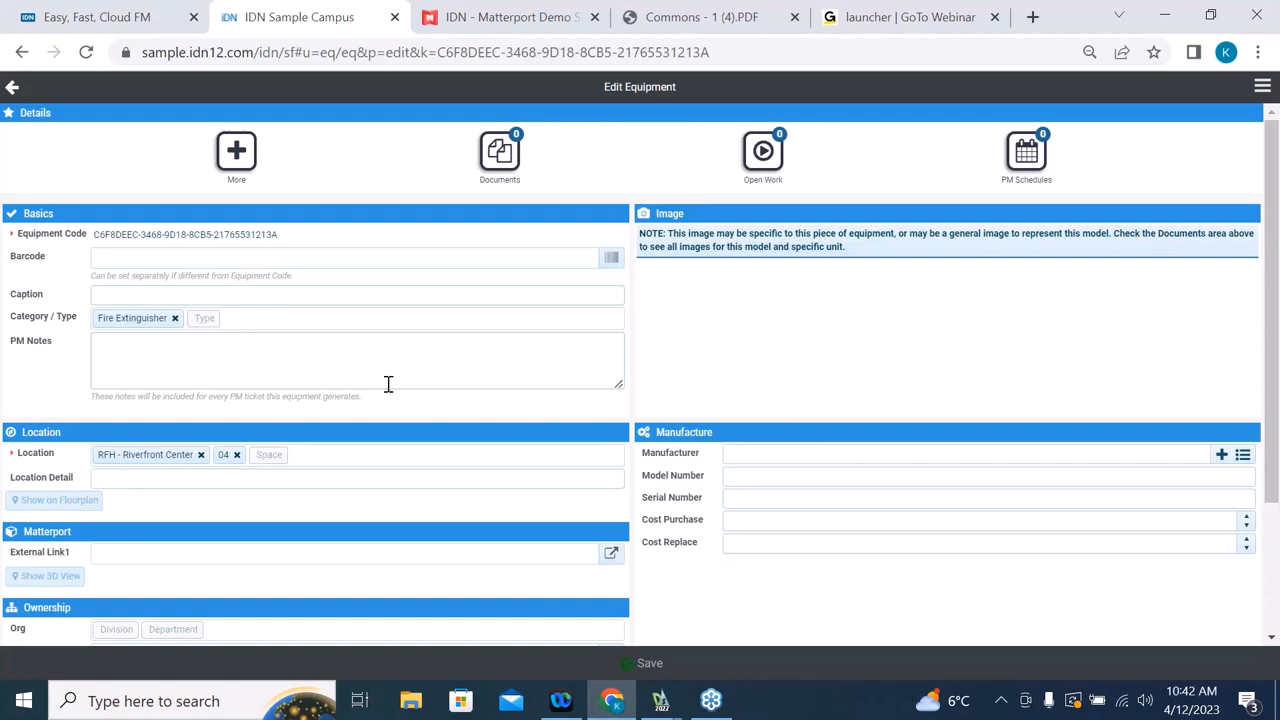 IDN Easy, Fast, Cloud FM
IDN IDN Sample Campus
IDN - Matterport Demo S
Commons - 1 (4).PDF
launcher | GoTo Webinar
sample.idn12.com/idn/sf#u=eq/eq&p=edit&k=C6F8DEEC-3468-9D18-8CB5-21765531213A
K
Edit Equipment
Details
0
0
0
More
Documents
Open Work
PM Schedules
Basics
Equipment Code C6F8DEEC-3468-9D18-8CB5-21765531213A
Barcode
Can be set separately if different from Equipment Code.
Caption
Category / Type Fire Extinguisher Type
PM Notes
These notes will be included for every PM ticket this equipment generates.
Image
NOTE: This image may be specific to this piece of equipment, or may be a general image to represent this model. Check the Documents area above
to see all images for this model and specific unit.
Location
Location RFH - Riverfront Center 04 Space
Location Detail
Show on Floorplan
Manufacture
Manufacturer
Model Number
Serial Number
Cost Purchase
Cost Replace
Matterport
External Link1
Show 3D View
Ownership
Org Division Department
Save
Type here to search
2022
6°C
10:42 AM
4/12/2023
3